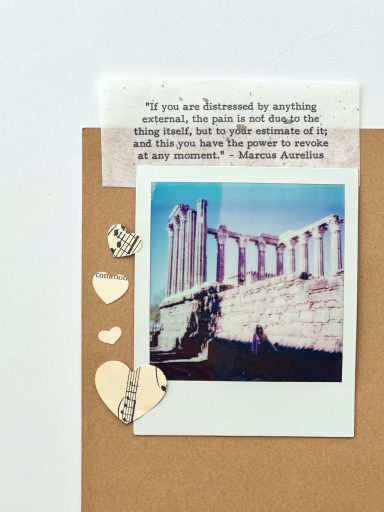 "If you are distressed by anything
external, the pain is not due to the
thing itself, but to your estimate of it;
and this you have the power to revoke
at any moment." - Marcus Aurelius
common